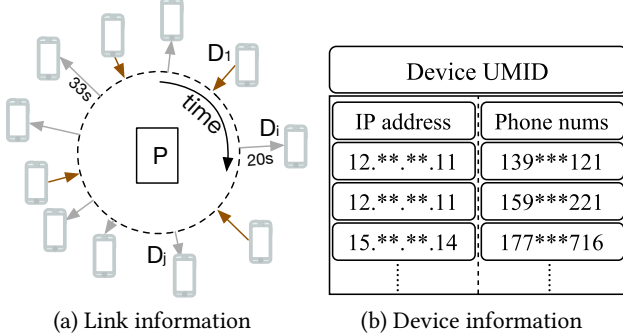 D1
33s
time
P
Di
20s
Dj
(a) Link information
Device UMID
IP address Phone nums
12.**.**.11 139***121
12.**.**.11 159***221
15.**.**.14 177***716
(b) Device information